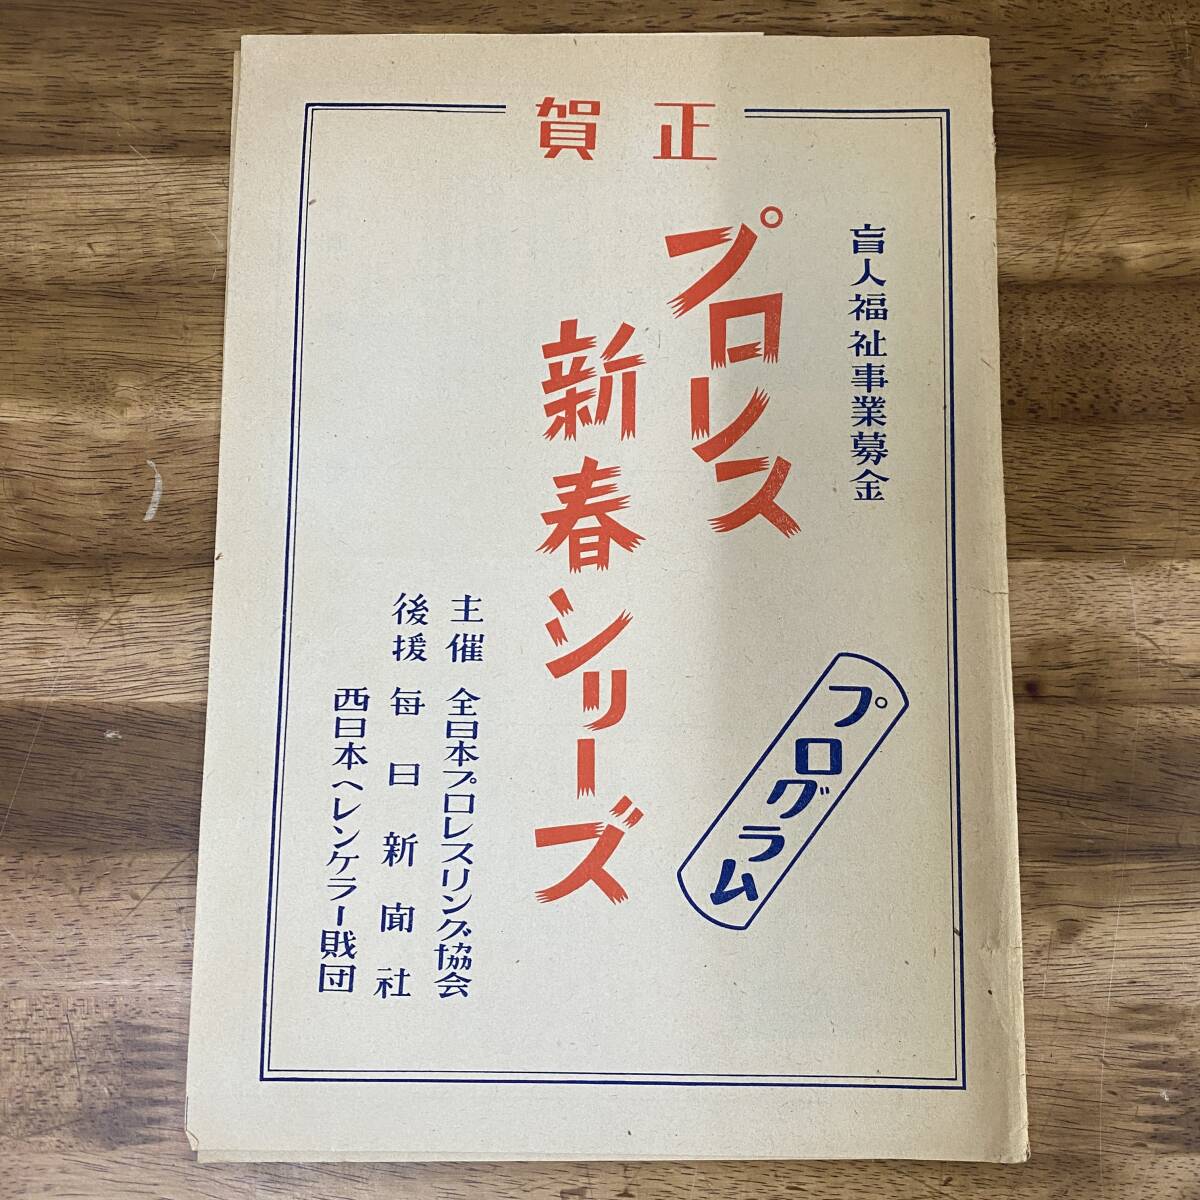 賀正
盲人福祉事業募金
プロレス
新春シリーズ
プログラム
主催 全日本プロレスリング協会
後援 毎日新聞社
西日本ヘレンケラー財団